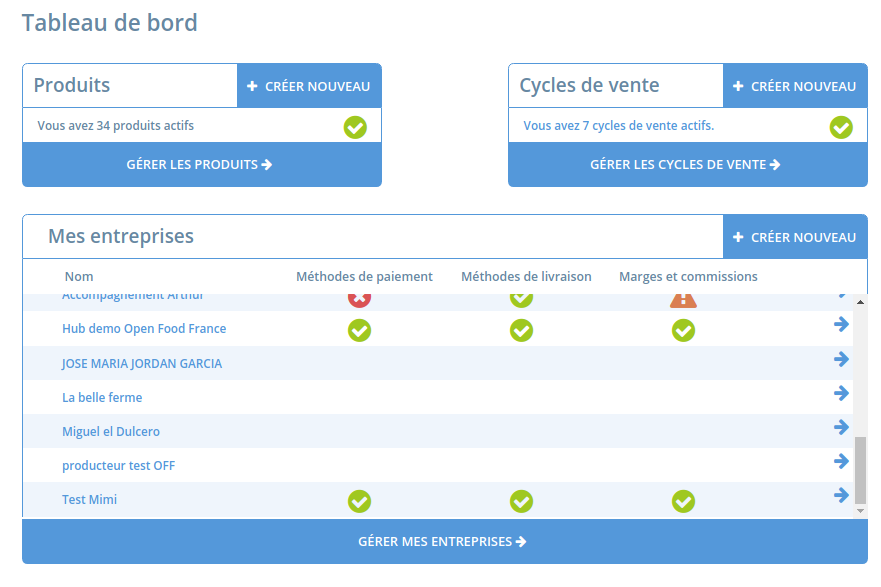 Tableau de bord
Produits
CRÉER NOUVEAU
Vous avez 34 produits actifs
GÉRER LES PRODUITS
Cycles de vente
CRÉER NOUVEAU
Vous avez 7 cycles de vente actifs.
GÉRER LES CYCLES DE VENTE
Mes entreprises
CRÉER NOUVEAU
Nom Méthodes de paiement Méthodes de livraison Marges et commissions
Accompagnement Arthur
Hub demo Open Food France
JOSE MARIA JORDAN GARCIA
La belle ferme
Miguel el Dulcero
producteur test OFF
Test Mimi
GÉRER MES ENTREPRISES